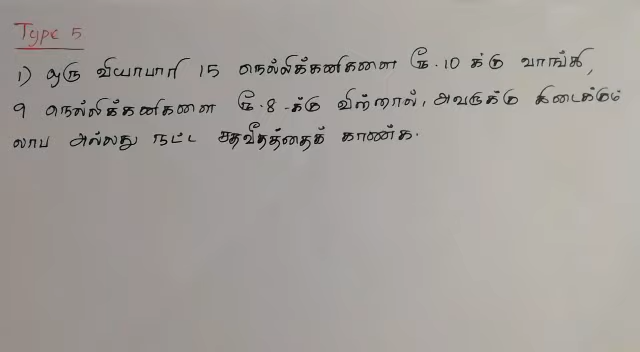 Type 5
1) ஒரு வியாபாரி 15 நெல்லிக்கனிகளை ரூ.10 க்கு வாங்கி,
9 நெல்லிக்கனிகளை ரூ.8-க்கு விற்றால், அவருக்கு கிடைக்கும்
லாப அல்லது நட்ட சதவீதத்தைக் காண்க.